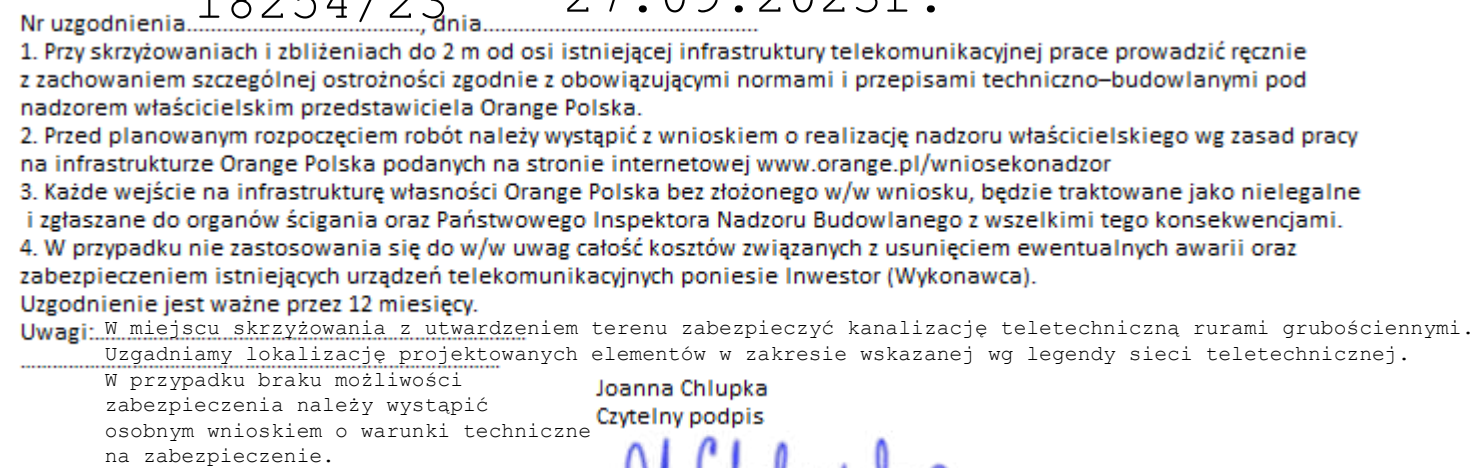 Nr uzgodnienia 18254/23, dnia 27.09.2023r.
1. Przy skrzyżowaniach i zbliżeniach do 2 m od osi istniejącej infrastruktury telekomunikacyjnej prace prowadzić ręcznie
z zachowaniem szczególnej ostrożności zgodnie z obowiązującymi normami i przepisami techniczno–budowlanymi pod
nadzorem właścicielskim przedstawiciela Orange Polska.
2. Przed planowanym rozpoczęciem robót należy wystąpić z wnioskiem o realizację nadzoru właścicielskiego wg zasad pracy
na infrastrukturze Orange Polska podanych na stronie internetowej www.orange.pl/wniosekonadzor
3. Każde wejście na infrastrukturę własności Orange Polska bez złożonego w/w wniosku, będzie traktowane jako nielegalne
i zgłaszane do organów ścigania oraz Państwowego Inspektora Nadzoru Budowlanego z wszelkimi tego konsekwencjami.
4. W przypadku nie zastosowania się do w/w uwag całość kosztów związanych z usunięciem ewentualnych awarii oraz
zabezpieczeniem istniejących urządzeń telekomunikacyjnych poniesie Inwestor (Wykonawca).
Uzgodnienie jest ważne przez 12 miesięcy.
Uwagi: W miejscu skrzyżowania z utwardzeniem terenu zabezpieczyć kanalizację teletechniczną rurami grubościennymi.
Uzgadniamy lokalizację projektowanych elementów w zakresie wskazanej wg legendy sieci teletechnicznej.
W przypadku braku możliwości
zabezpieczenia należy wystąpić
osobnym wnioskiem o warunki techniczne
na zabezpieczenie.
Joanna Chlupka
Czytelny podpis